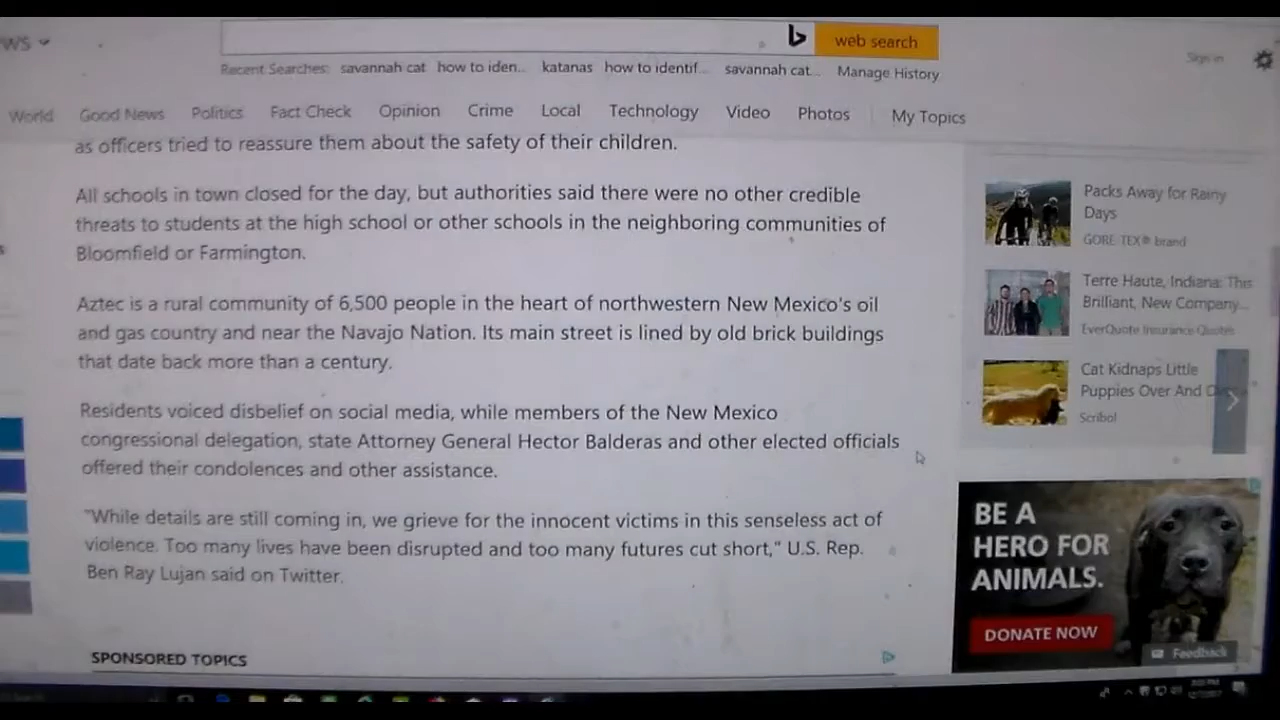 ws
web search
Recent Searches: savannah cat how to iden... katanas how to identif... savannah cat... Manage History
Sign in
World Good News Politics Fact Check Opinion Crime Local Technology Video Photos My Topics
as officers tried to reassure them about the safety of their children.
All schools in town closed for the day, but authorities said there were no other credible
threats to students at the high school or other schools in the neighboring communities of
Bloomfield or Farmington.
Aztec is a rural community of 6,500 people in the heart of northwestern New Mexico's oil
and gas country and near the Navajo Nation. Its main street is lined by old brick buildings
that date back more than a century.
Residents voiced disbelief on social media, while members of the New Mexico
congressional delegation, state Attorney General Hector Balderas and other elected officials
offered their condolences and other assistance.
"While details are still coming in, we grieve for the innocent victims in this senseless act of
violence. Too many lives have been disrupted and too many futures cut short," U.S. Rep.
Ben Ray Lujan said on Twitter.
SPONSORED TOPICS
Packs Away for Rainy
Days
GORE-TEX® brand
Terre Haute, Indiana: This
Brilliant, New Company...
EverQuote Insurance Quotes
Cat Kidnaps Little
Puppies Over And
Scribol
BE A
HERO FOR
ANIMALS.
DONATE NOW
Feedback